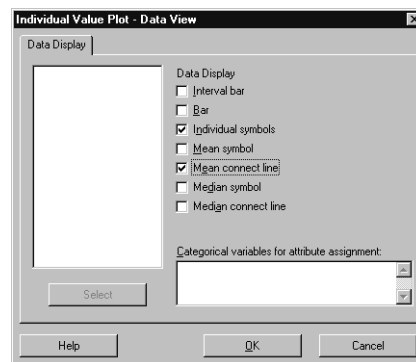 Individual Value Plot - Data View
Data Display
Data Display
Interval bar
Bar
Individual symbols
Mean symbol
Mean connect line
Median symbol
Median connect line
Categorical variables for attribute assignment:
Select
Help
OK
Cancel